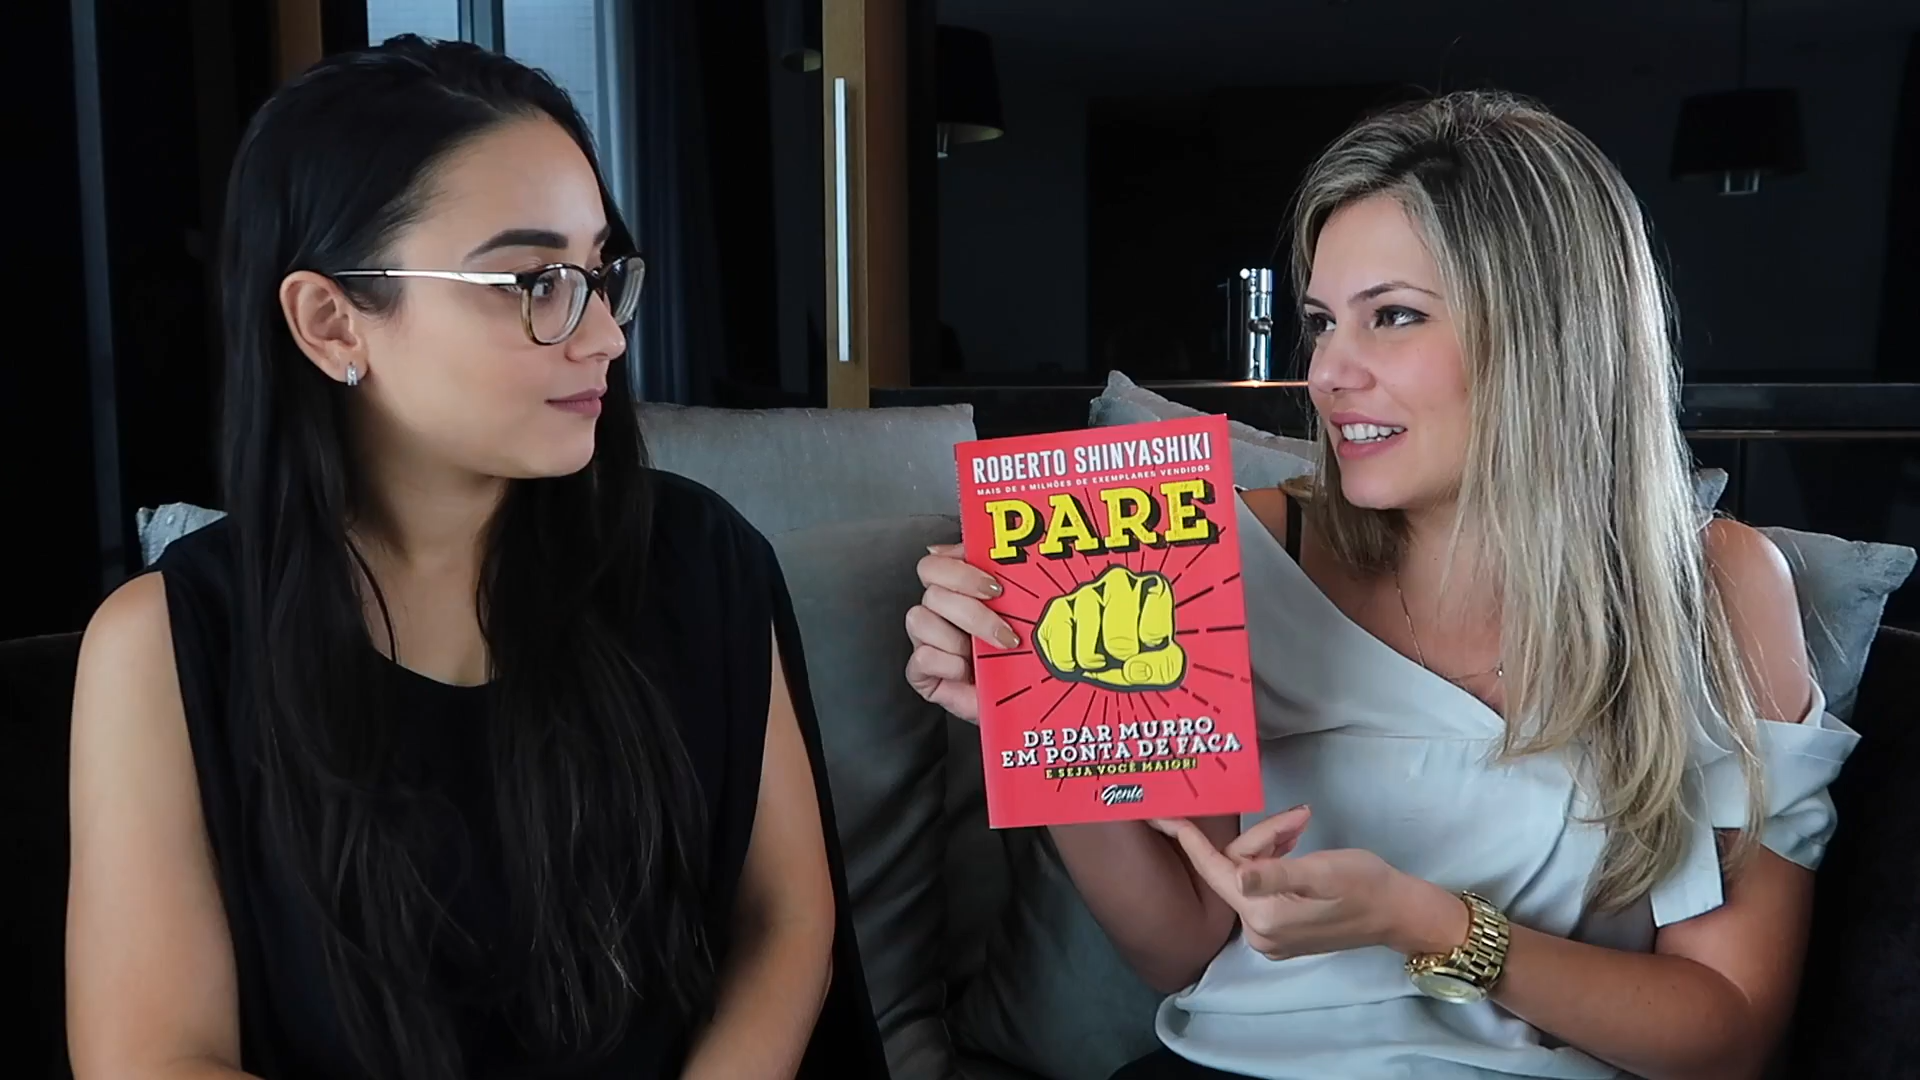 ROBERTO SHINYASHIKI
MAIS DE 8 MILHÕES DE EXEMPLARES VENDIDOS
PARE
DE DAR MURRO
EM PONTA DE FACA
E SEJA VOCÊ MAIOR!
Gente